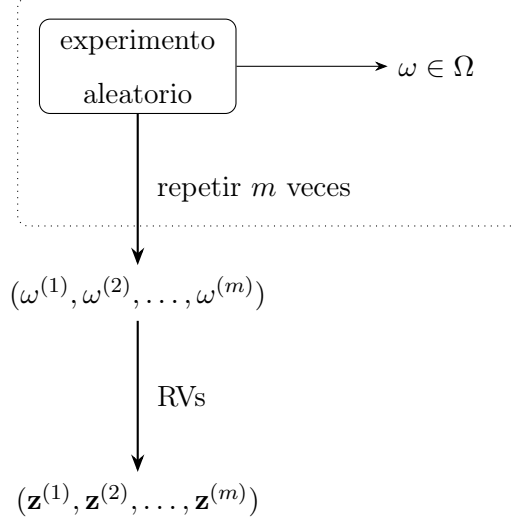 experimento
aleatorio
ω ∈ Ω
repetir m veces
(ω^(1), ω^(2), . . . , ω^(m))
RVs
(z^(1), z^(2), . . . , z^(m))